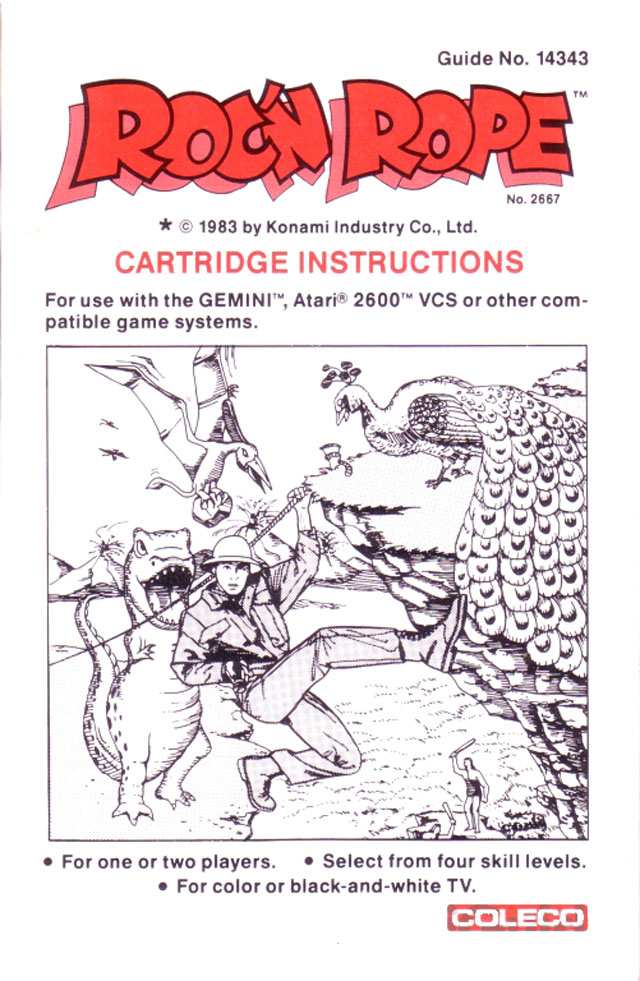 Guide No. 14343
ROC'N ROPE™
No. 2667
* © 1983 by Konami Industry Co., Ltd.
CARTRIDGE INSTRUCTIONS
For use with the GEMINI™, Atari® 2600™ VCS or other com-
patible game systems.
• For one or two players. • Select from four skill levels.
• For color or black-and-white TV.
COLECO